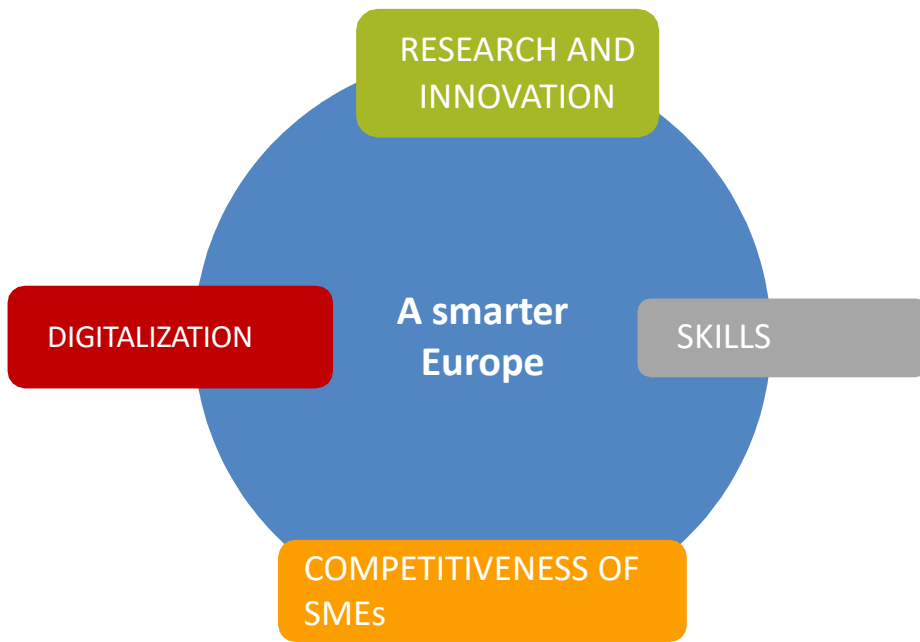 RESEARCH AND
INNOVATION
DIGITALIZATION
A smarter
Europe
SKILLS
COMPETITIVENESS OF
SMEs